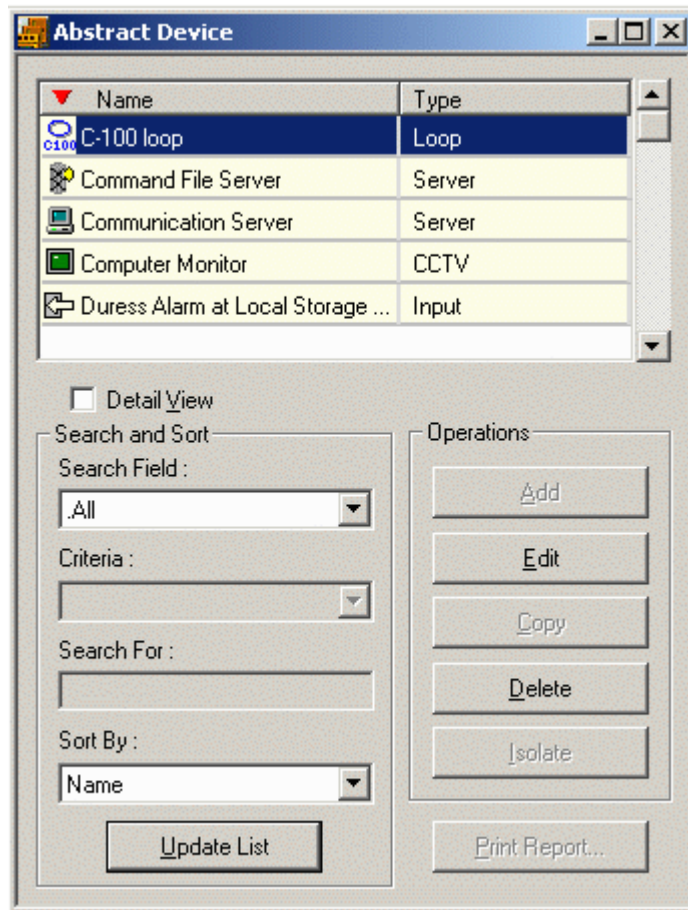 Abstract Device
Name Type
C100 C-100 loop Loop
Command File Server Server
Communication Server Server
Computer Monitor CCTV
Duress Alarm at Local Storage ... Input
Detail View
Search and Sort
Search Field :
.All
Criteria :
Search For :
Sort By :
Name
Update List
Operations
Add
Edit
Copy
Delete
Isolate
Print Report...